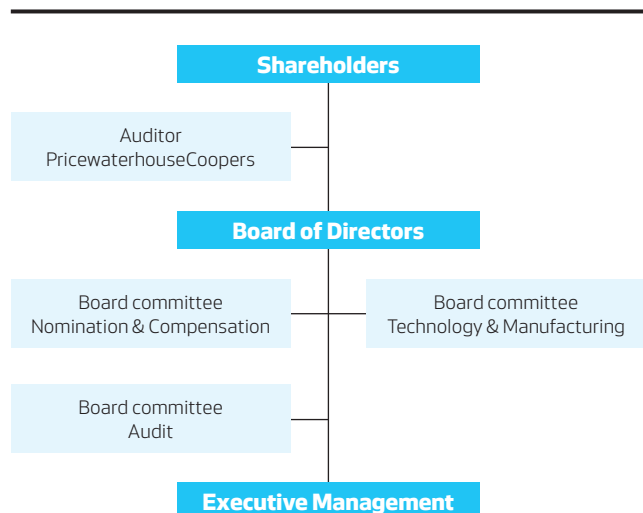 Shareholders
Auditor
PricewaterhouseCoopers
Board of Directors
Board committee
Nomination & Compensation
Board committee
Technology & Manufacturing
Board committee
Audit
Executive Management